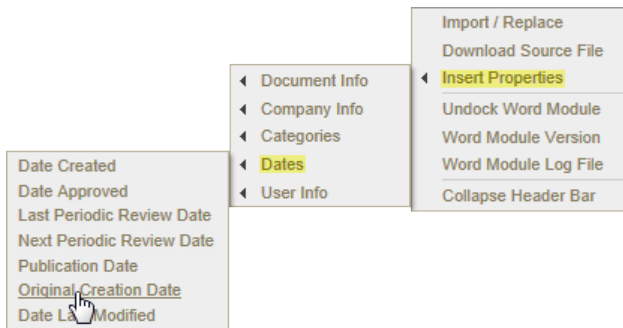 Import / Replace
Download Source File
Insert Properties
Undock Word Module
Word Module Version
Word Module Log File
Collapse Header Bar
Document Info
Company Info
Categories
Dates
User Info
Date Created
Date Approved
Last Periodic Review Date
Next Periodic Review Date
Publication Date
Original Creation Date
Date Last Modified